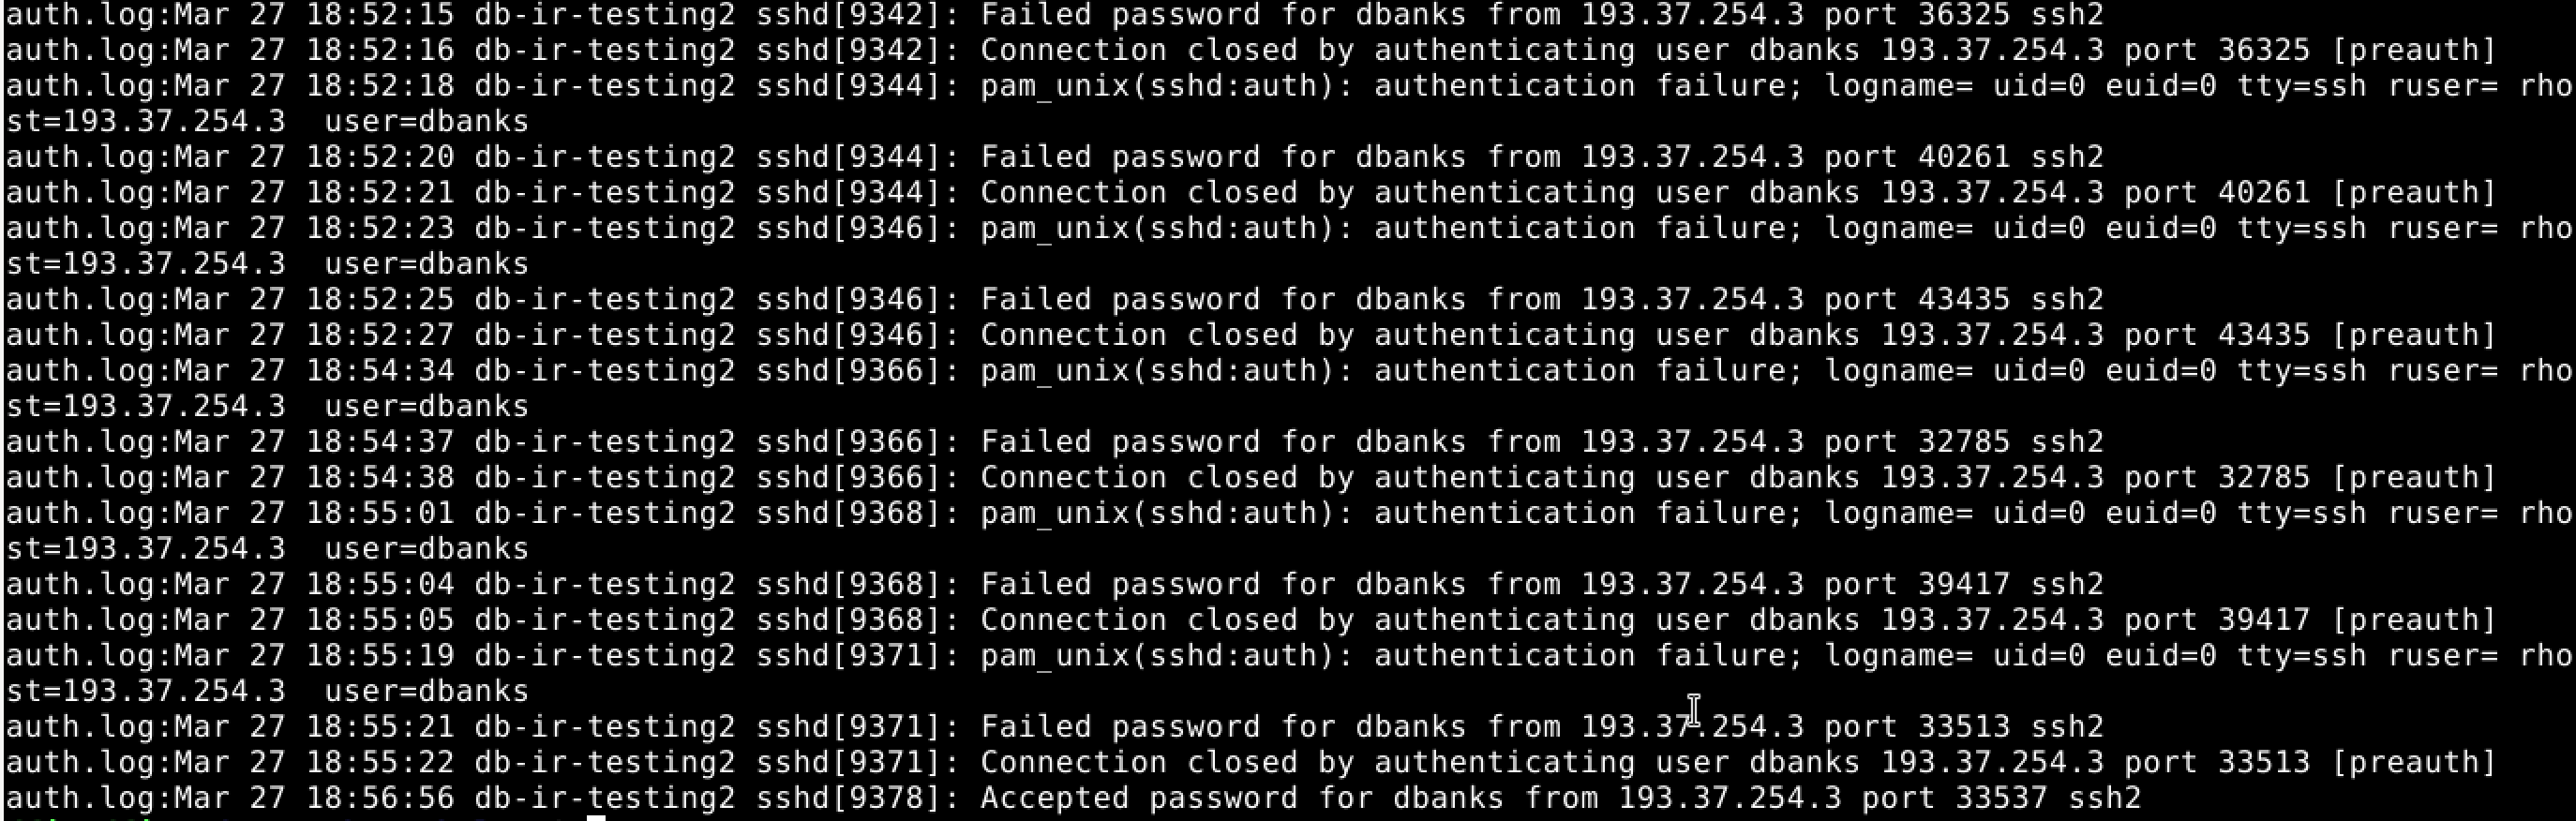 auth.log:Mar 27 18:52:15 db-ir-testing2 sshd[9342]: Failed password for dbanks from 193.37.254.3 port 36325 ssh2
auth.log:Mar 27 18:52:16 db-ir-testing2 sshd[9342]: Connection closed by authenticating user dbanks 193.37.254.3 port 36325 [preauth]
auth.log:Mar 27 18:52:18 db-ir-testing2 sshd[9344]: pam_unix(sshd:auth): authentication failure; logname= uid=0 euid=0 tty=ssh ruser= rho
st=193.37.254.3  user=dbanks
auth.log:Mar 27 18:52:20 db-ir-testing2 sshd[9344]: Failed password for dbanks from 193.37.254.3 port 40261 ssh2
auth.log:Mar 27 18:52:21 db-ir-testing2 sshd[9344]: Connection closed by authenticating user dbanks 193.37.254.3 port 40261 [preauth]
auth.log:Mar 27 18:52:23 db-ir-testing2 sshd[9346]: pam_unix(sshd:auth): authentication failure; logname= uid=0 euid=0 tty=ssh ruser= rho
st=193.37.254.3  user=dbanks
auth.log:Mar 27 18:52:25 db-ir-testing2 sshd[9346]: Failed password for dbanks from 193.37.254.3 port 43435 ssh2
auth.log:Mar 27 18:52:27 db-ir-testing2 sshd[9346]: Connection closed by authenticating user dbanks 193.37.254.3 port 43435 [preauth]
auth.log:Mar 27 18:54:34 db-ir-testing2 sshd[9366]: pam_unix(sshd:auth): authentication failure; logname= uid=0 euid=0 tty=ssh ruser= rho
st=193.37.254.3  user=dbanks
auth.log:Mar 27 18:54:37 db-ir-testing2 sshd[9366]: Failed password for dbanks from 193.37.254.3 port 32785 ssh2
auth.log:Mar 27 18:54:38 db-ir-testing2 sshd[9366]: Connection closed by authenticating user dbanks 193.37.254.3 port 32785 [preauth]
auth.log:Mar 27 18:55:01 db-ir-testing2 sshd[9368]: pam_unix(sshd:auth): authentication failure; logname= uid=0 euid=0 tty=ssh ruser= rho
st=193.37.254.3  user=dbanks
auth.log:Mar 27 18:55:04 db-ir-testing2 sshd[9368]: Failed password for dbanks from 193.37.254.3 port 39417 ssh2
auth.log:Mar 27 18:55:05 db-ir-testing2 sshd[9368]: Connection closed by authenticating user dbanks 193.37.254.3 port 39417 [preauth]
auth.log:Mar 27 18:55:19 db-ir-testing2 sshd[9371]: pam_unix(sshd:auth): authentication failure; logname= uid=0 euid=0 tty=ssh ruser= rho
st=193.37.254.3  user=dbanks
auth.log:Mar 27 18:55:21 db-ir-testing2 sshd[9371]: Failed password for dbanks from 193.37.254.3 port 33513 ssh2
auth.log:Mar 27 18:55:22 db-ir-testing2 sshd[9371]: Connection closed by authenticating user dbanks 193.37.254.3 port 33513 [preauth]
auth.log:Mar 27 18:56:56 db-ir-testing2 sshd[9378]: Accepted password for dbanks from 193.37.254.3 port 33537 ssh2